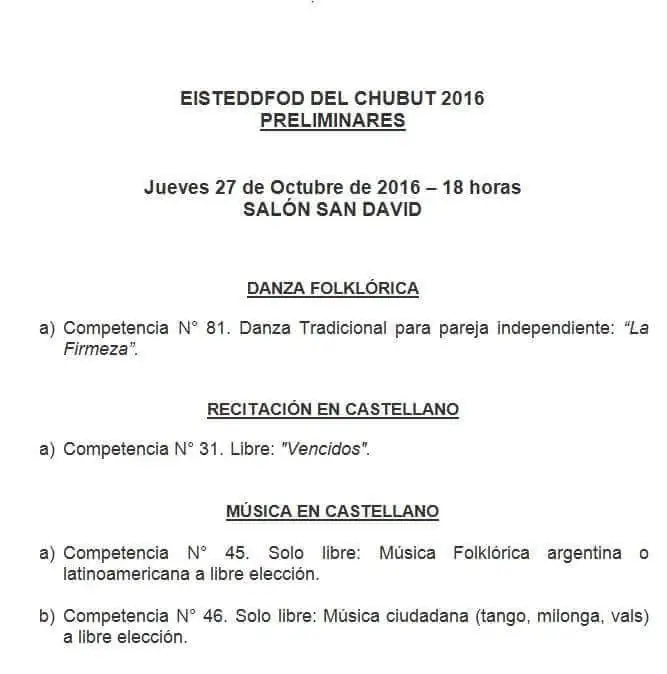 EISTEDDFOD DEL CHUBUT 2016
PRELIMINARES
Jueves 27 de Octubre de 2016 – 18 horas
SALÓN SAN DAVID
DANZA FOLKLÓRICA
a) Competencia N° 81. Danza Tradicional para pareja independiente: “La
Firmeza”.
RECITACIÓN EN CASTELLANO
a) Competencia N° 31. Libre: "Vencidos".
MÚSICA EN CASTELLANO
a) Competencia N° 45. Solo libre: Música Folklórica argentina o
latinoamericana a libre elección.
b) Competencia N° 46. Solo libre: Música ciudadana (tango, milonga, vals)
a libre elección.